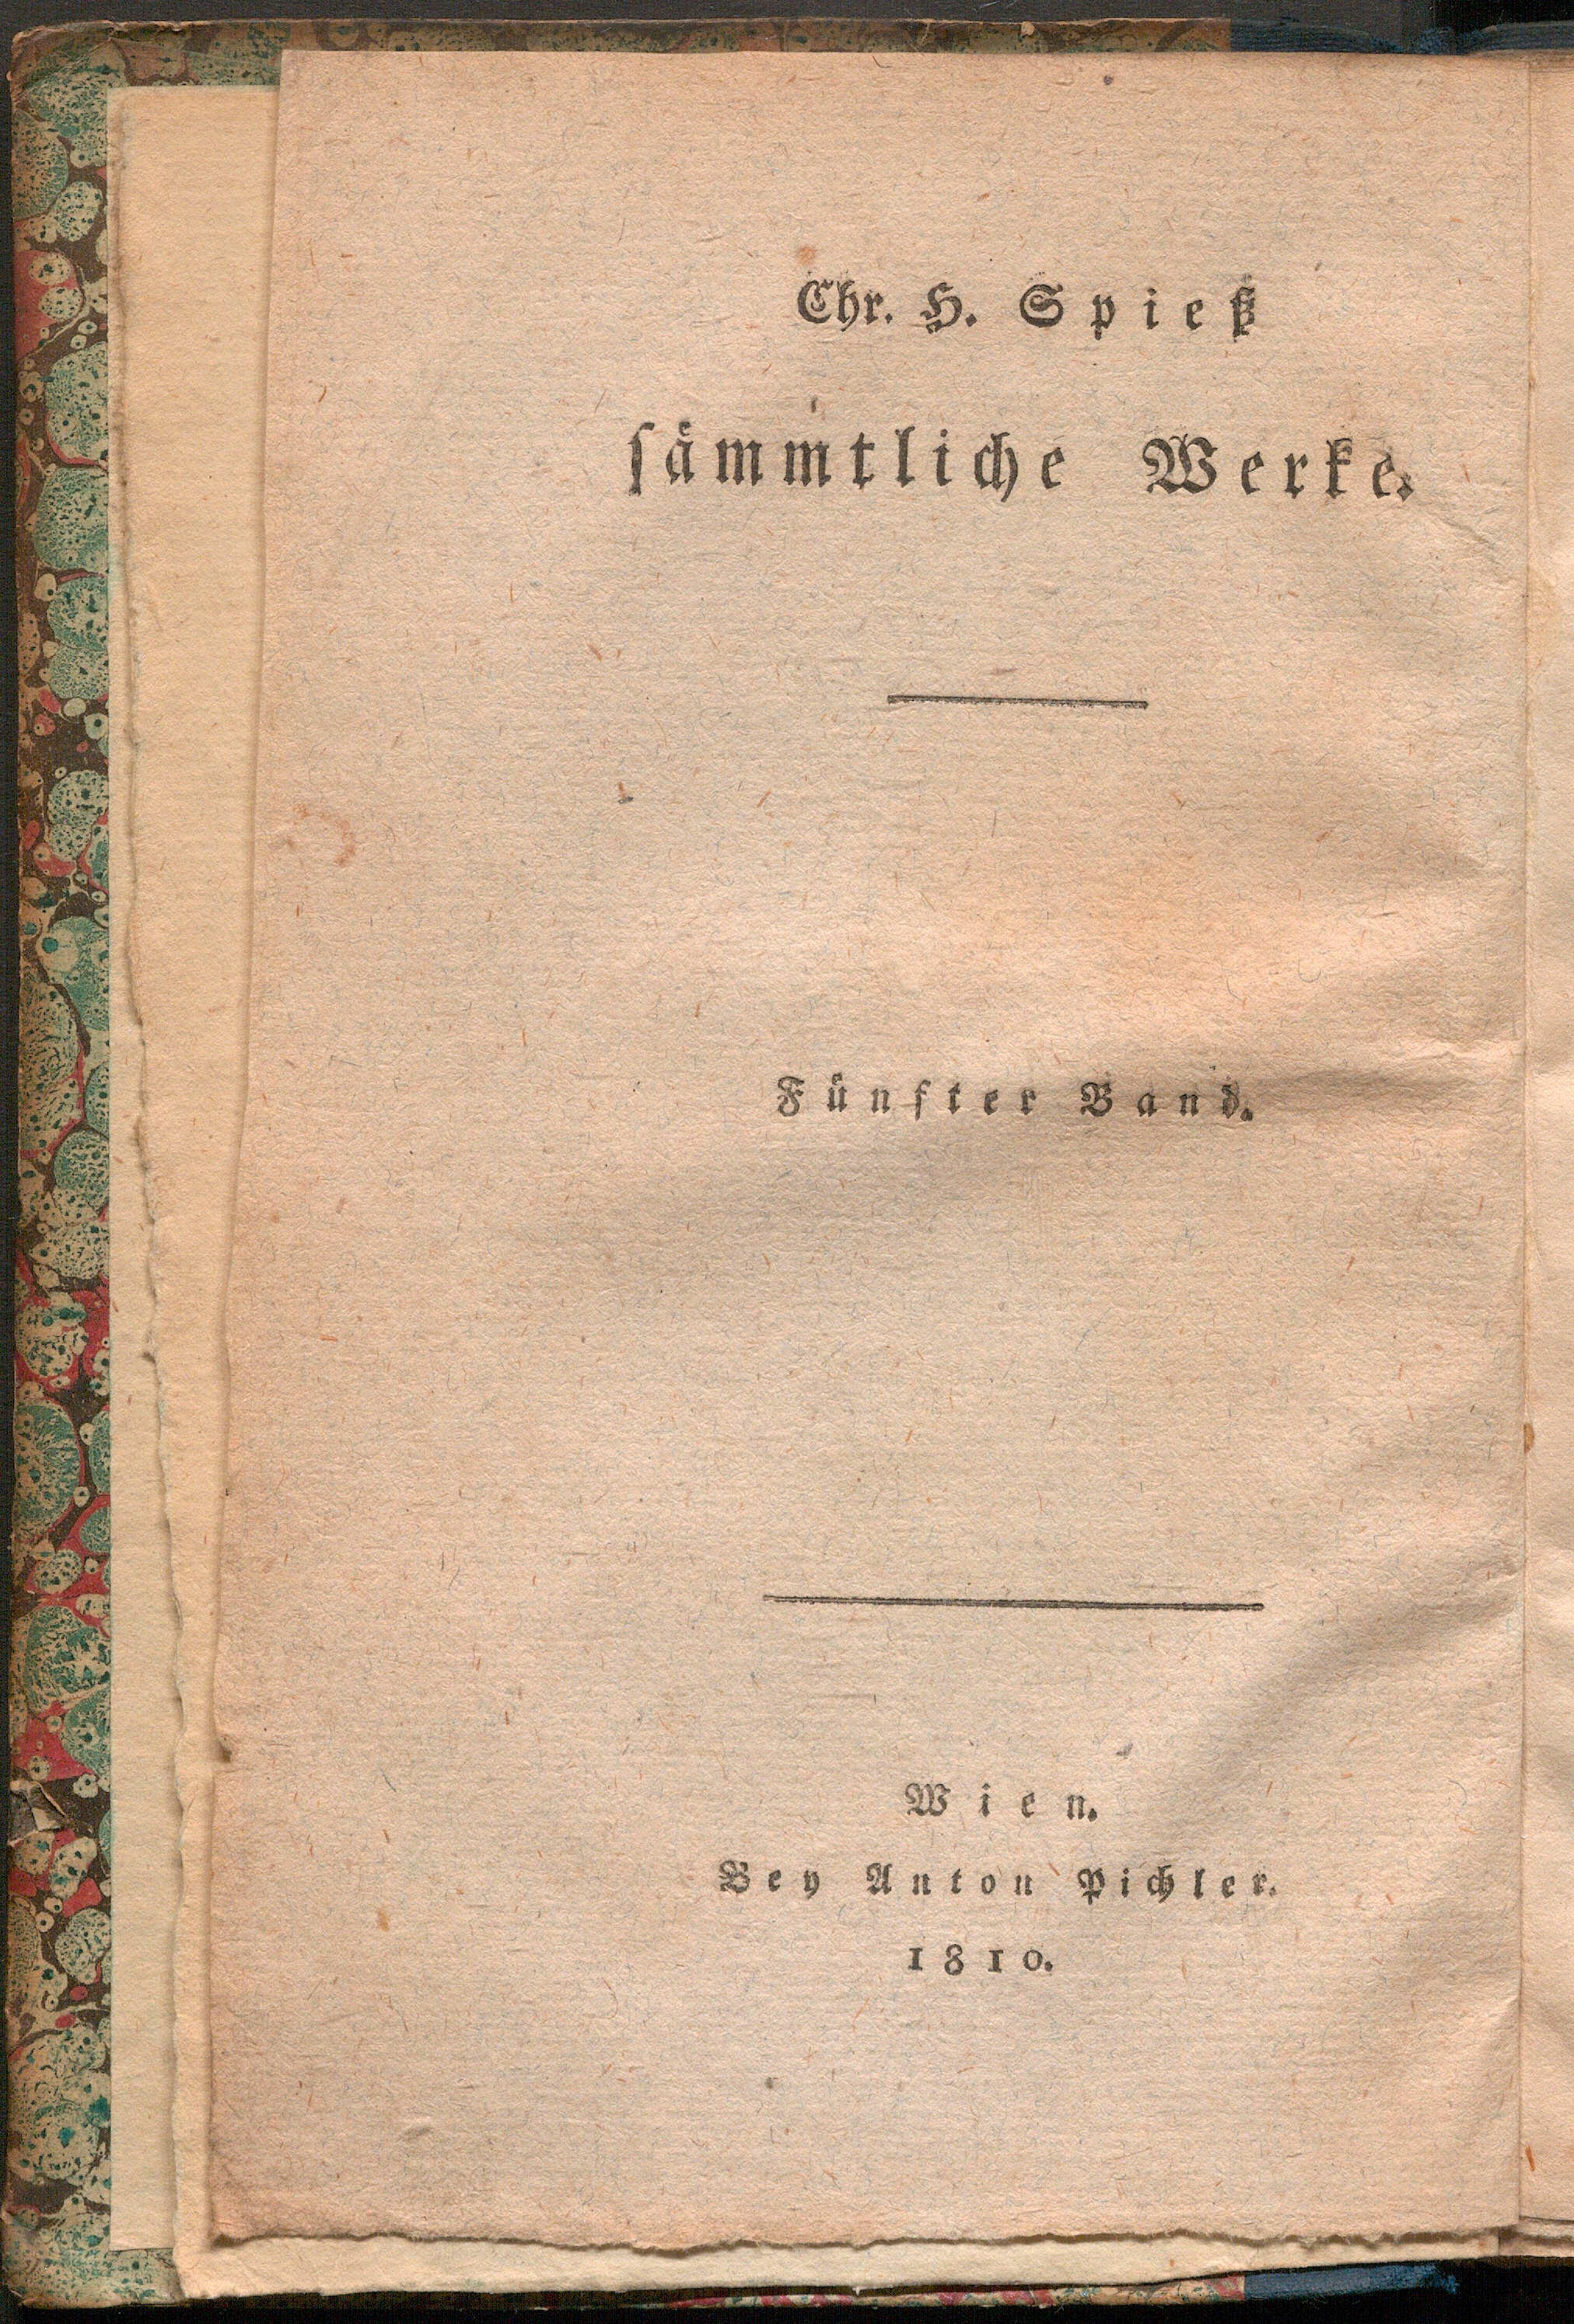 Chr. H. Spieß
ſämmtliche Werke.
Fünfter Band.
Wien.
Bey Anton Pichler.
1810.